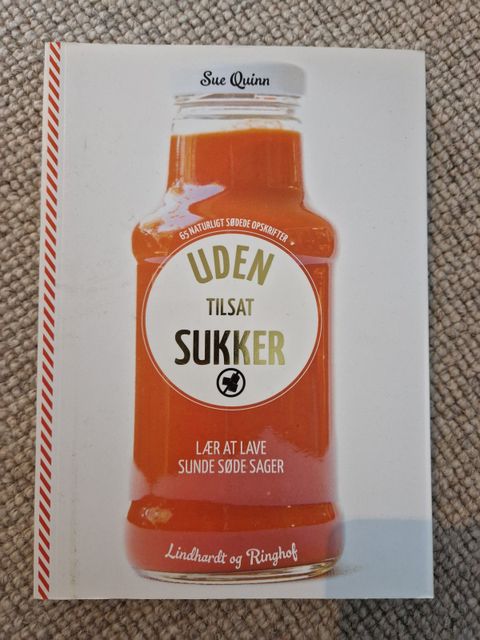 Sue Quinn
65 NATURLIGT SØDEDE OPSKRIFTER
UDEN
TILSAT
SUKKER
LÆR AT LAVE
SUNDE SØDE SAGER
Lindhardt og Ringhof